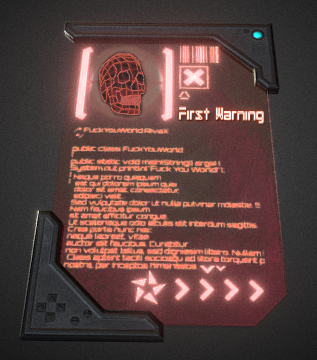 First Warning
/* FuckYouWorld.Java */
public class FuckYouWorld
public static void main(String[] args) {
System.out.println("Fuck You World!");
Neque porro quisquam
est qui dolorem ipsum quia
dolor sit amet, consectetur,
adipisci velit
Sed vulputate dolor ut nulla pulvinar molestie.
Nam faucibus ipsum
sit amet efficitur congue.
Ut scelerisque odio iaculis elit interdum sagittis.
Cras porta nunc nec
neque laoreet, vitae
auctor elit faucibus. Curabitur
non volutpat tellus, sed dignissim libero. Nullam
Class aptent taciti sociosqu ad litora torquent p
nostra, per inceptos himenaeos.